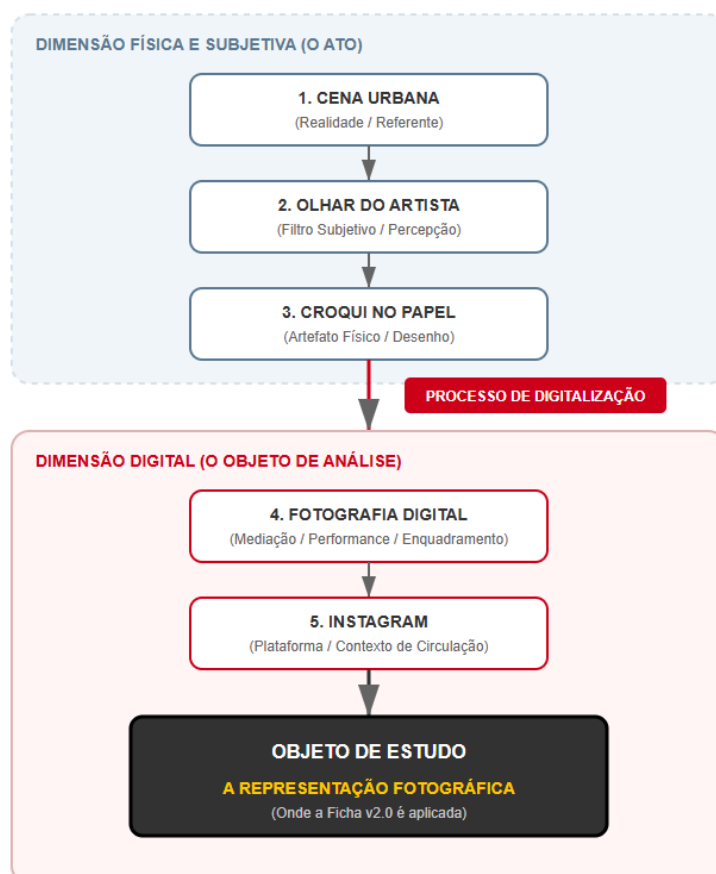 DIMENSÃO FÍSICA E SUBJETIVA (O ATO)
1. CENA URBANA
(Realidade / Referente)
2. OLHAR DO ARTISTA
(Filtro Subjetivo / Percepção)
3. CROQUI NO PAPEL
(Artefato Físico / Desenho)
PROCESSO DE DIGITALIZAÇÃO
DIMENSÃO DIGITAL (O OBJETO DE ANÁLISE)
4. FOTOGRAFIA DIGITAL
(Mediação / Performance / Enquadramento)
5. INSTAGRAM
(Plataforma / Contexto de Circulação)
OBJETO DE ESTUDO
A REPRESENTAÇÃO FOTOGRÁFICA
(Onde a Ficha v2.0 é aplicada)